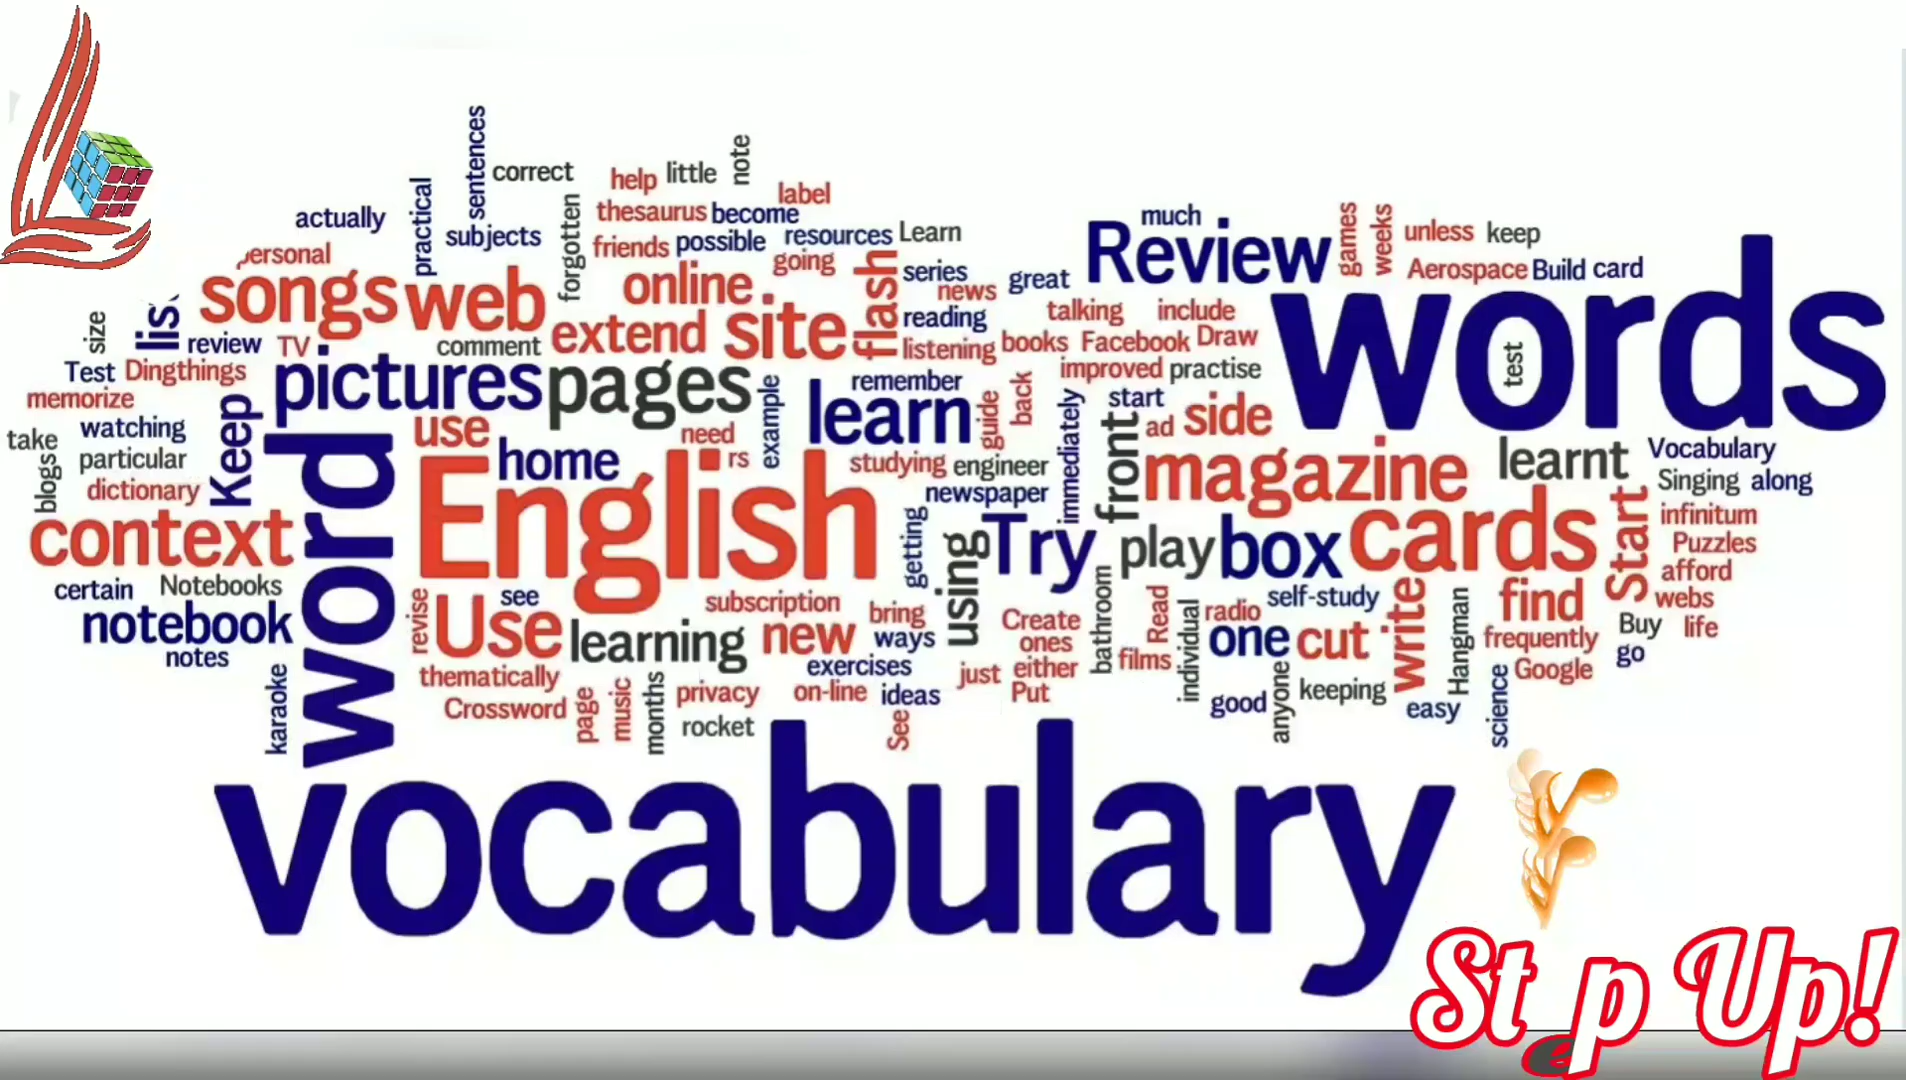 sentences
note
correct
help little
label
practical
actually
thesaurus become
forgotten
much
games
weeks
unless keep
subjects
friends possible
resources Learn
Review
personal
going
flash
series
great
Aerospace Build card
songs web
online
news
words
lis
size
extend site
reading
talking include
review TV
comment
listening books Facebook Draw
test
Test Dingthings
pictures pages
example
learn
remember
improved practise
memorize
back
guide
immediately
start
take
watching
Keep
word
use
need
front
ad side
blogs
particular
home
rs
studying engineer
magazine learnt
Vocabulary
dictionary
English
newspaper
Singing along
context
getting
using
Try
play box cards
Start
infinitum
Puzzles
afford
certain Notebooks
see
subscription
bathroom
self-study
find
webs
notebook
revise
Use learning new
bring
ways
Create
ones
Read
individual
radio
one cut
write
Hangman
frequently
Buy life
notes
exercises
either
films
go
karaoke
thematically
just
Google
Crossword
page
music
months
privacy
on-line ideas
Put
good
anyone
keeping
easy
science
rocket
See
vocabulary
Step Up!